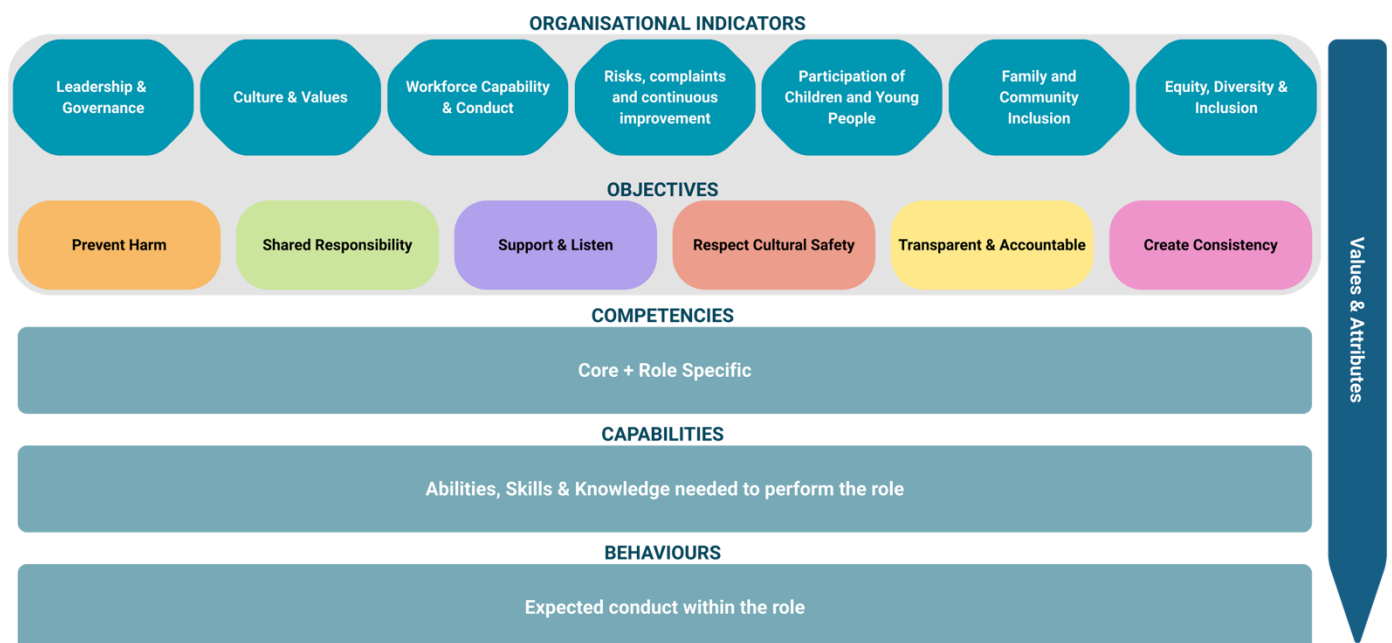 ORGANISATIONAL INDICATORS
Leadership &
Governance
Culture & Values
Workforce Capability
& Conduct
Risks, complaints
and continuous
improvement
Participation of
Children and Young
People
Family and
Community
Inclusion
Equity, Diversity &
Inclusion
OBJECTIVES
Prevent Harm
Shared Responsibility
Support & Listen
Respect Cultural Safety
Transparent & Accountable
Create Consistency
COMPETENCIES
Core + Role Specific
CAPABILITIES
Abilities, Skills & Knowledge needed to perform the role
BEHAVIOURS
Expected conduct within the role
Values & Attributes